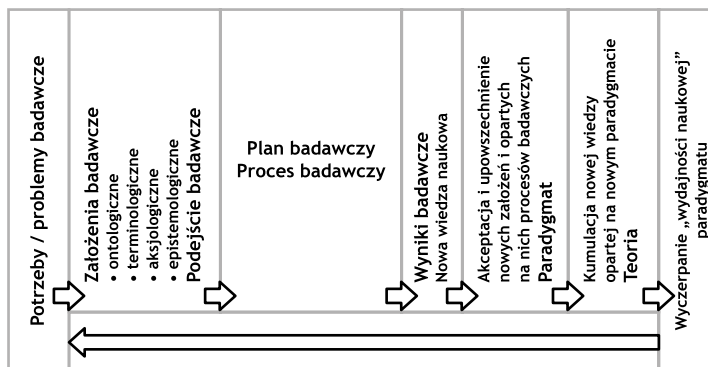 Potrzeby / problemy badawcze
Założenia badawcze
• ontologiczne
• terminologiczne
• aksjologiczne
• epistemologiczne
Podejście badawcze
Plan badawczy
Proces badawczy
Wyniki badawcze
Nowa wiedza naukowa
Akceptacja i upowszechnienie
nowych założeń i opartych
na nich procesów badawczych
Paradygmat
Kumulacja nowej wiedzy
opartej na nowym paradygmacie
Teoria
Wyczerpanie „wydajności naukowej”
paradygmatu